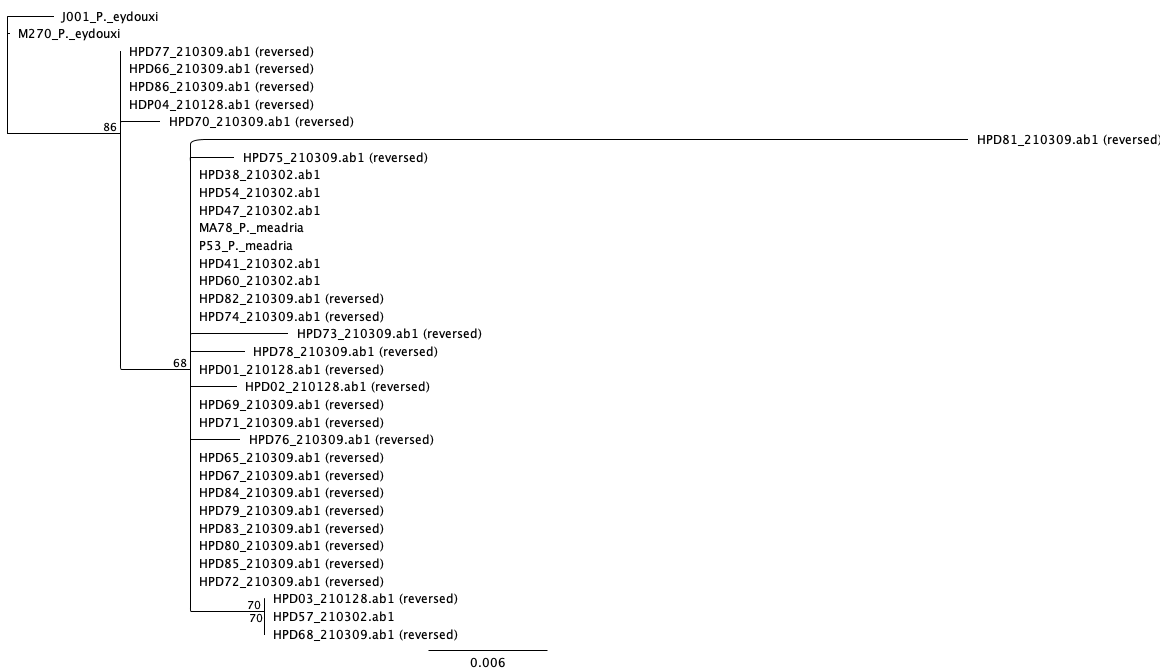 J001_P._eydouxi
M270_P._eydouxi
HPD77_210309.ab1 (reversed)
HPD66_210309.ab1 (reversed)
HPD86_210309.ab1 (reversed)
HDP04_210128.ab1 (reversed)
HPD70_210309.ab1 (reversed)
86
HPD81_210309.ab1 (reversed)
HPD75_210309.ab1 (reversed)
HPD38_210302.ab1
HPD54_210302.ab1
HPD47_210302.ab1
MA78_P._meadria
P53_P._meadria
HPD41_210302.ab1
HPD60_210302.ab1
HPD82_210309.ab1 (reversed)
HPD74_210309.ab1 (reversed)
HPD73_210309.ab1 (reversed)
HPD78_210309.ab1 (reversed)
68
HPD01_210128.ab1 (reversed)
HPD02_210128.ab1 (reversed)
HPD69_210309.ab1 (reversed)
HPD71_210309.ab1 (reversed)
HPD76_210309.ab1 (reversed)
HPD65_210309.ab1 (reversed)
HPD67_210309.ab1 (reversed)
HPD84_210309.ab1 (reversed)
HPD79_210309.ab1 (reversed)
HPD83_210309.ab1 (reversed)
HPD80_210309.ab1 (reversed)
HPD85_210309.ab1 (reversed)
HPD72_210309.ab1 (reversed)
HPD03_210128.ab1 (reversed)
70
HPD57_210302.ab1
70
HPD68_210309.ab1 (reversed)
0.006